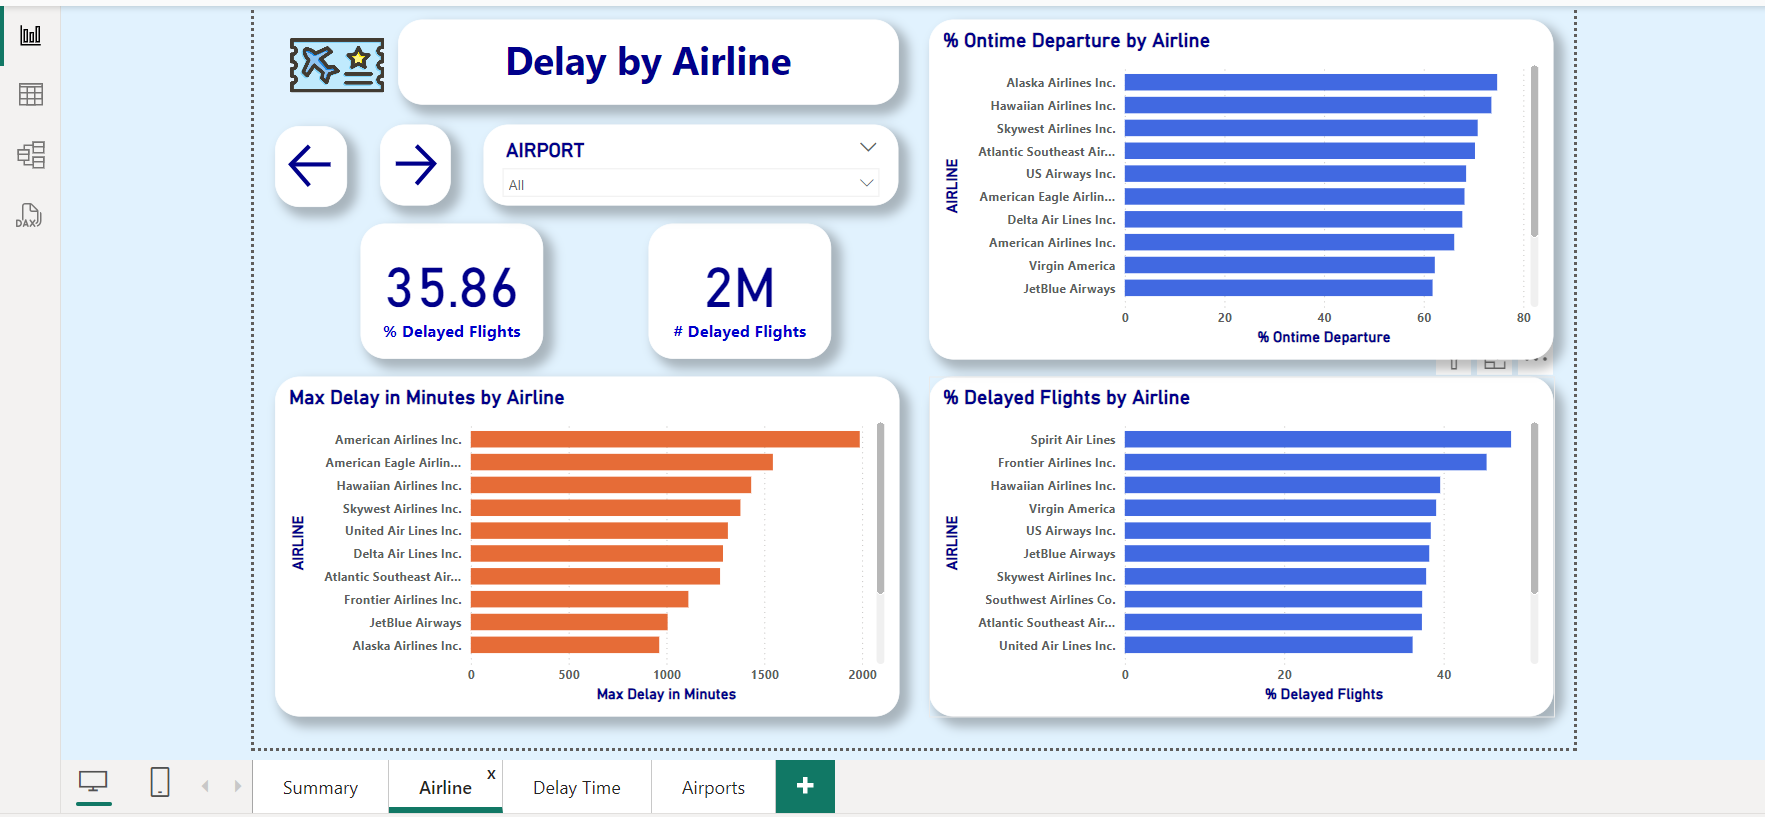 DAX
Delay by Airline
AIRPORT
All
35.86
% Delayed Flights
2M
# Delayed Flights
% Ontime Departure by Airline
AIRLINE
Alaska Airlines Inc.
Hawaiian Airlines Inc.
Skywest Airlines Inc.
Atlantic Southeast Air...
US Airways Inc.
American Eagle Airlin...
Delta Air Lines Inc.
American Airlines Inc.
Virgin America
JetBlue Airways
0 20 40 60 80
% Ontime Departure
Max Delay in Minutes by Airline
AIRLINE
American Airlines Inc.
American Eagle Airlin...
Hawaiian Airlines Inc.
Skywest Airlines Inc.
United Air Lines Inc.
Delta Air Lines Inc.
Atlantic Southeast Air...
Frontier Airlines Inc.
JetBlue Airways
Alaska Airlines Inc.
0 500 1000 1500 2000
Max Delay in Minutes
% Delayed Flights by Airline
AIRLINE
Spirit Air Lines
Frontier Airlines Inc.
Hawaiian Airlines Inc.
Virgin America
US Airways Inc.
JetBlue Airways
Skywest Airlines Inc.
Southwest Airlines Co.
Atlantic Southeast Air...
United Air Lines Inc.
0 20 40
% Delayed Flights
Summary
Airline
x
Delay Time
Airports
+